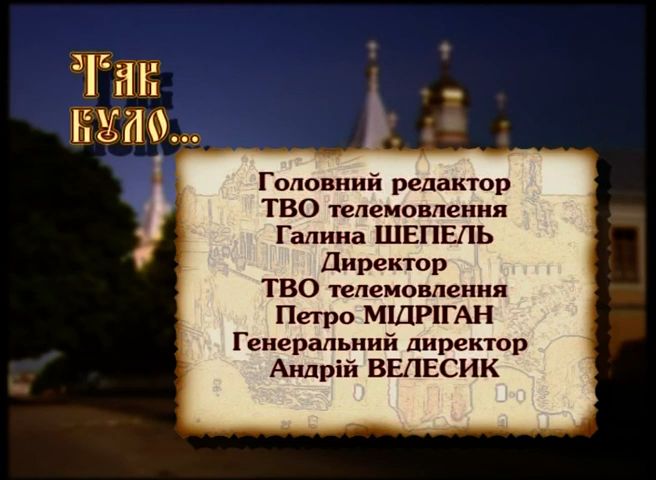 Так
було...
Головний редактор
ТВО телемовлення
Галина ШЕПЕЛЬ
Директор
ТВО телемовлення
Петро МІДРІГАН
Генеральний директор
Андрій ВЕЛЕСИК